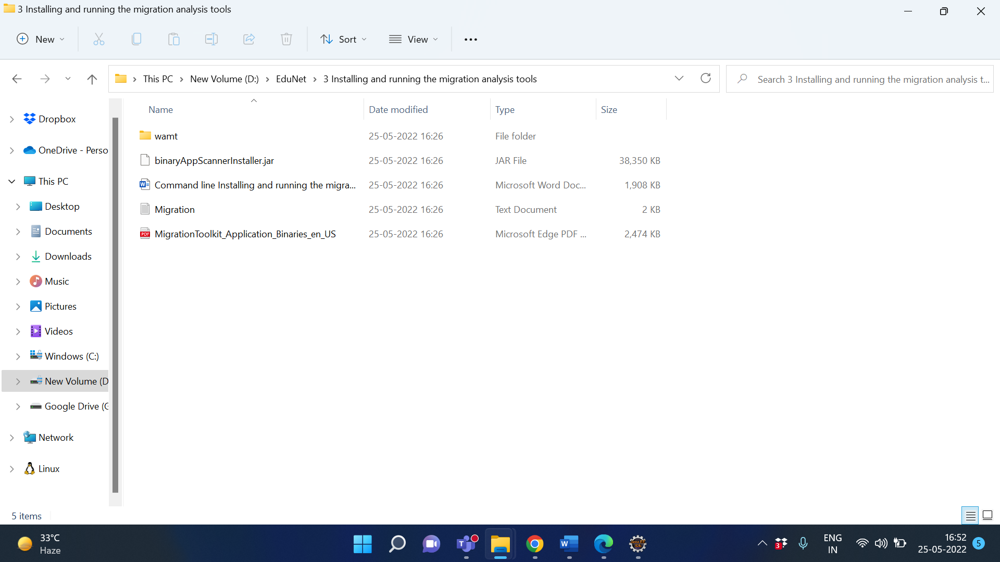 3 Installing and running the migration analysis tools
New
Sort
View
This PC
New Volume (D:)
EduNet
3 Installing and running the migration analysis tools
Search 3 Installing and running the migration analysis t...
Name
Date modified
Type
Size
wamt
25-05-2022 16:26
File folder
binaryAppScannerInstaller.jar
25-05-2022 16:26
JAR File
38,350 KB
Command line Installing and running the migra...
25-05-2022 16:26
Microsoft Word Doc...
1,908 KB
Migration
25-05-2022 16:26
Text Document
2 KB
PDF
MigrationToolkit_Application_Binaries_en_US
25-05-2022 16:26
Microsoft Edge PDF ...
2,474 KB
Dropbox
OneDrive - Perso
This PC
Desktop
Documents
Downloads
Music
Pictures
Videos
Windows (C:)
New Volume (D
Google Drive (G
Network
Linux
5 items
33°C
Haze
Java EE
IDE
3
ENG
IN
16:52
25-05-2022
5